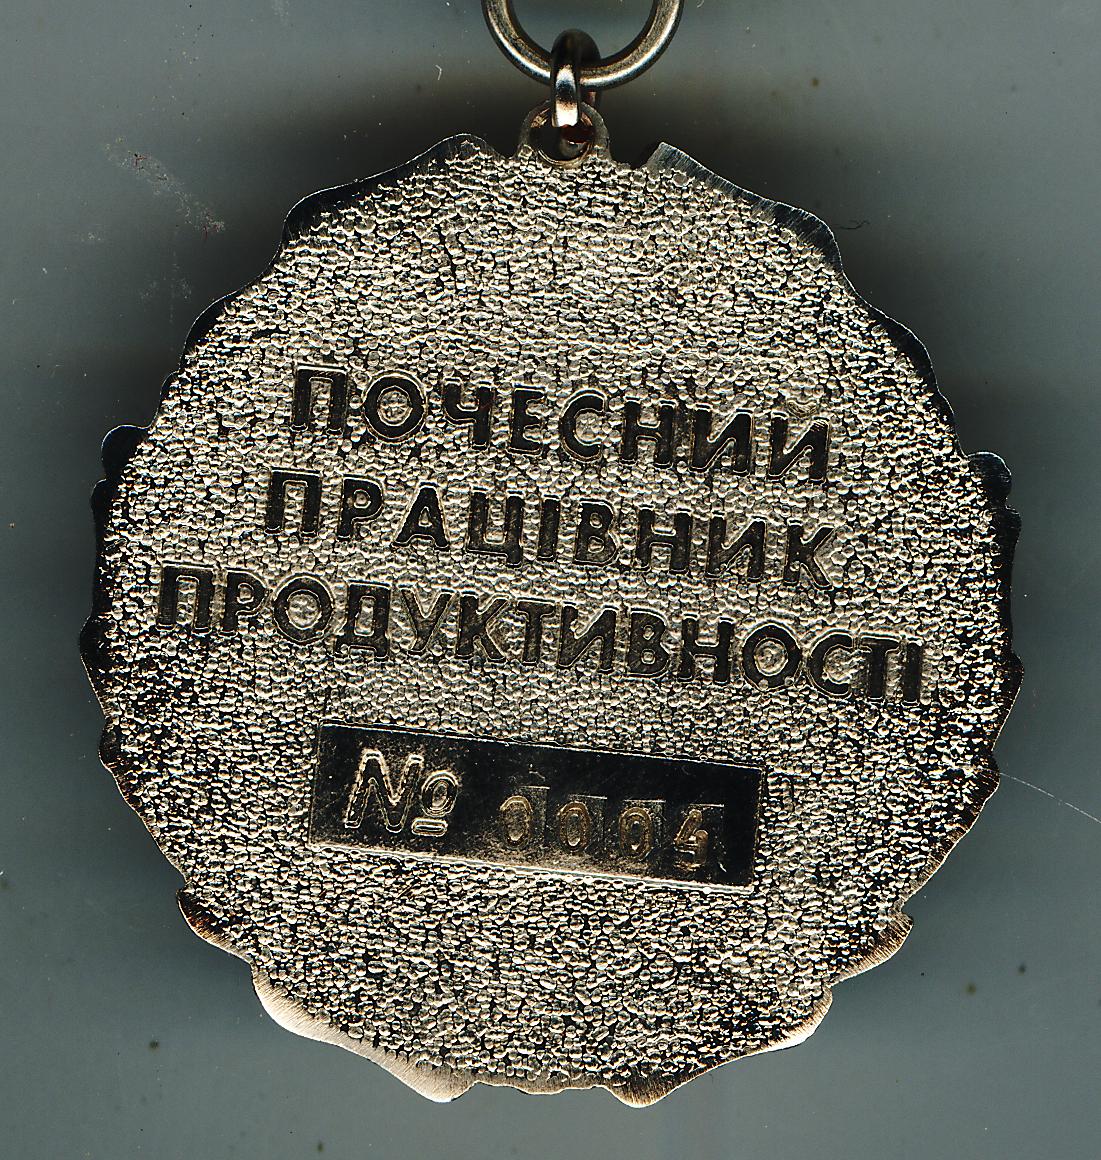 ПОЧЕСНИЙ
ПРАЦІВНИК
ПРОДУКТИВНОСТІ
№ 0004